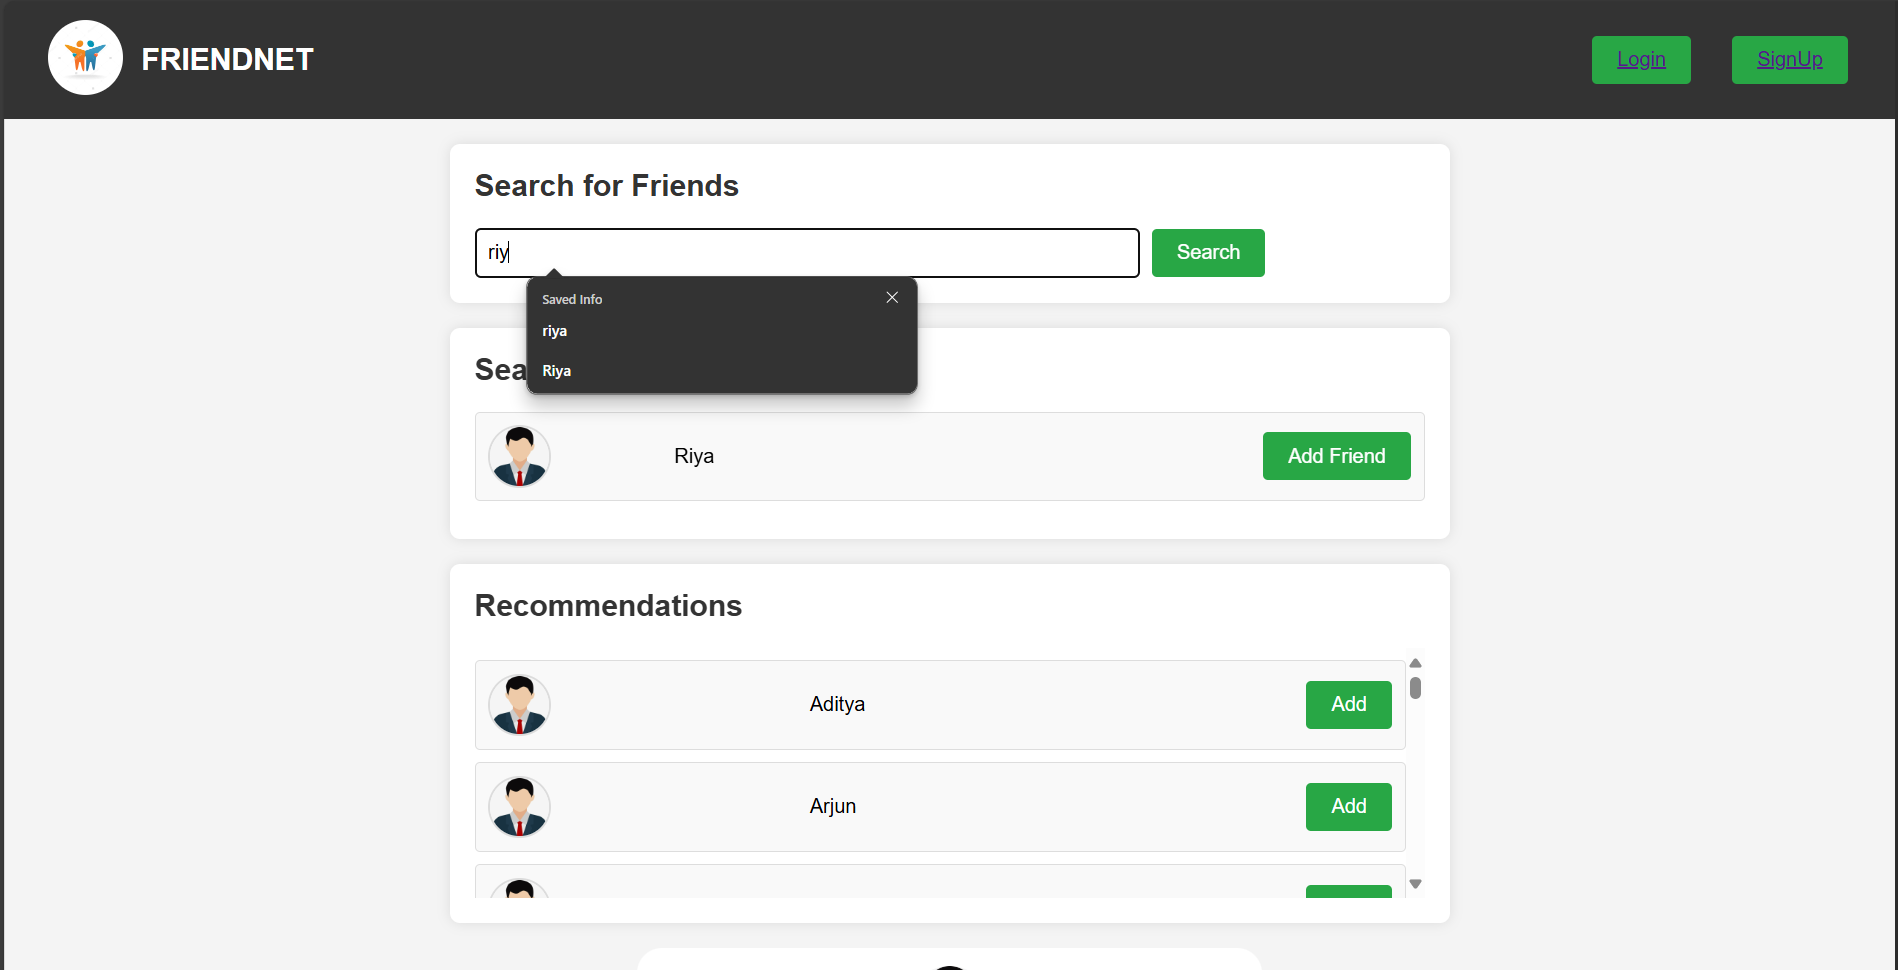 FRIENDNET
Login
SignUp
Search for Friends
riy
Search
Saved Info
riya
Riya
Sea
Riya
Add Friend
Recommendations
Aditya
Add
Arjun
Add